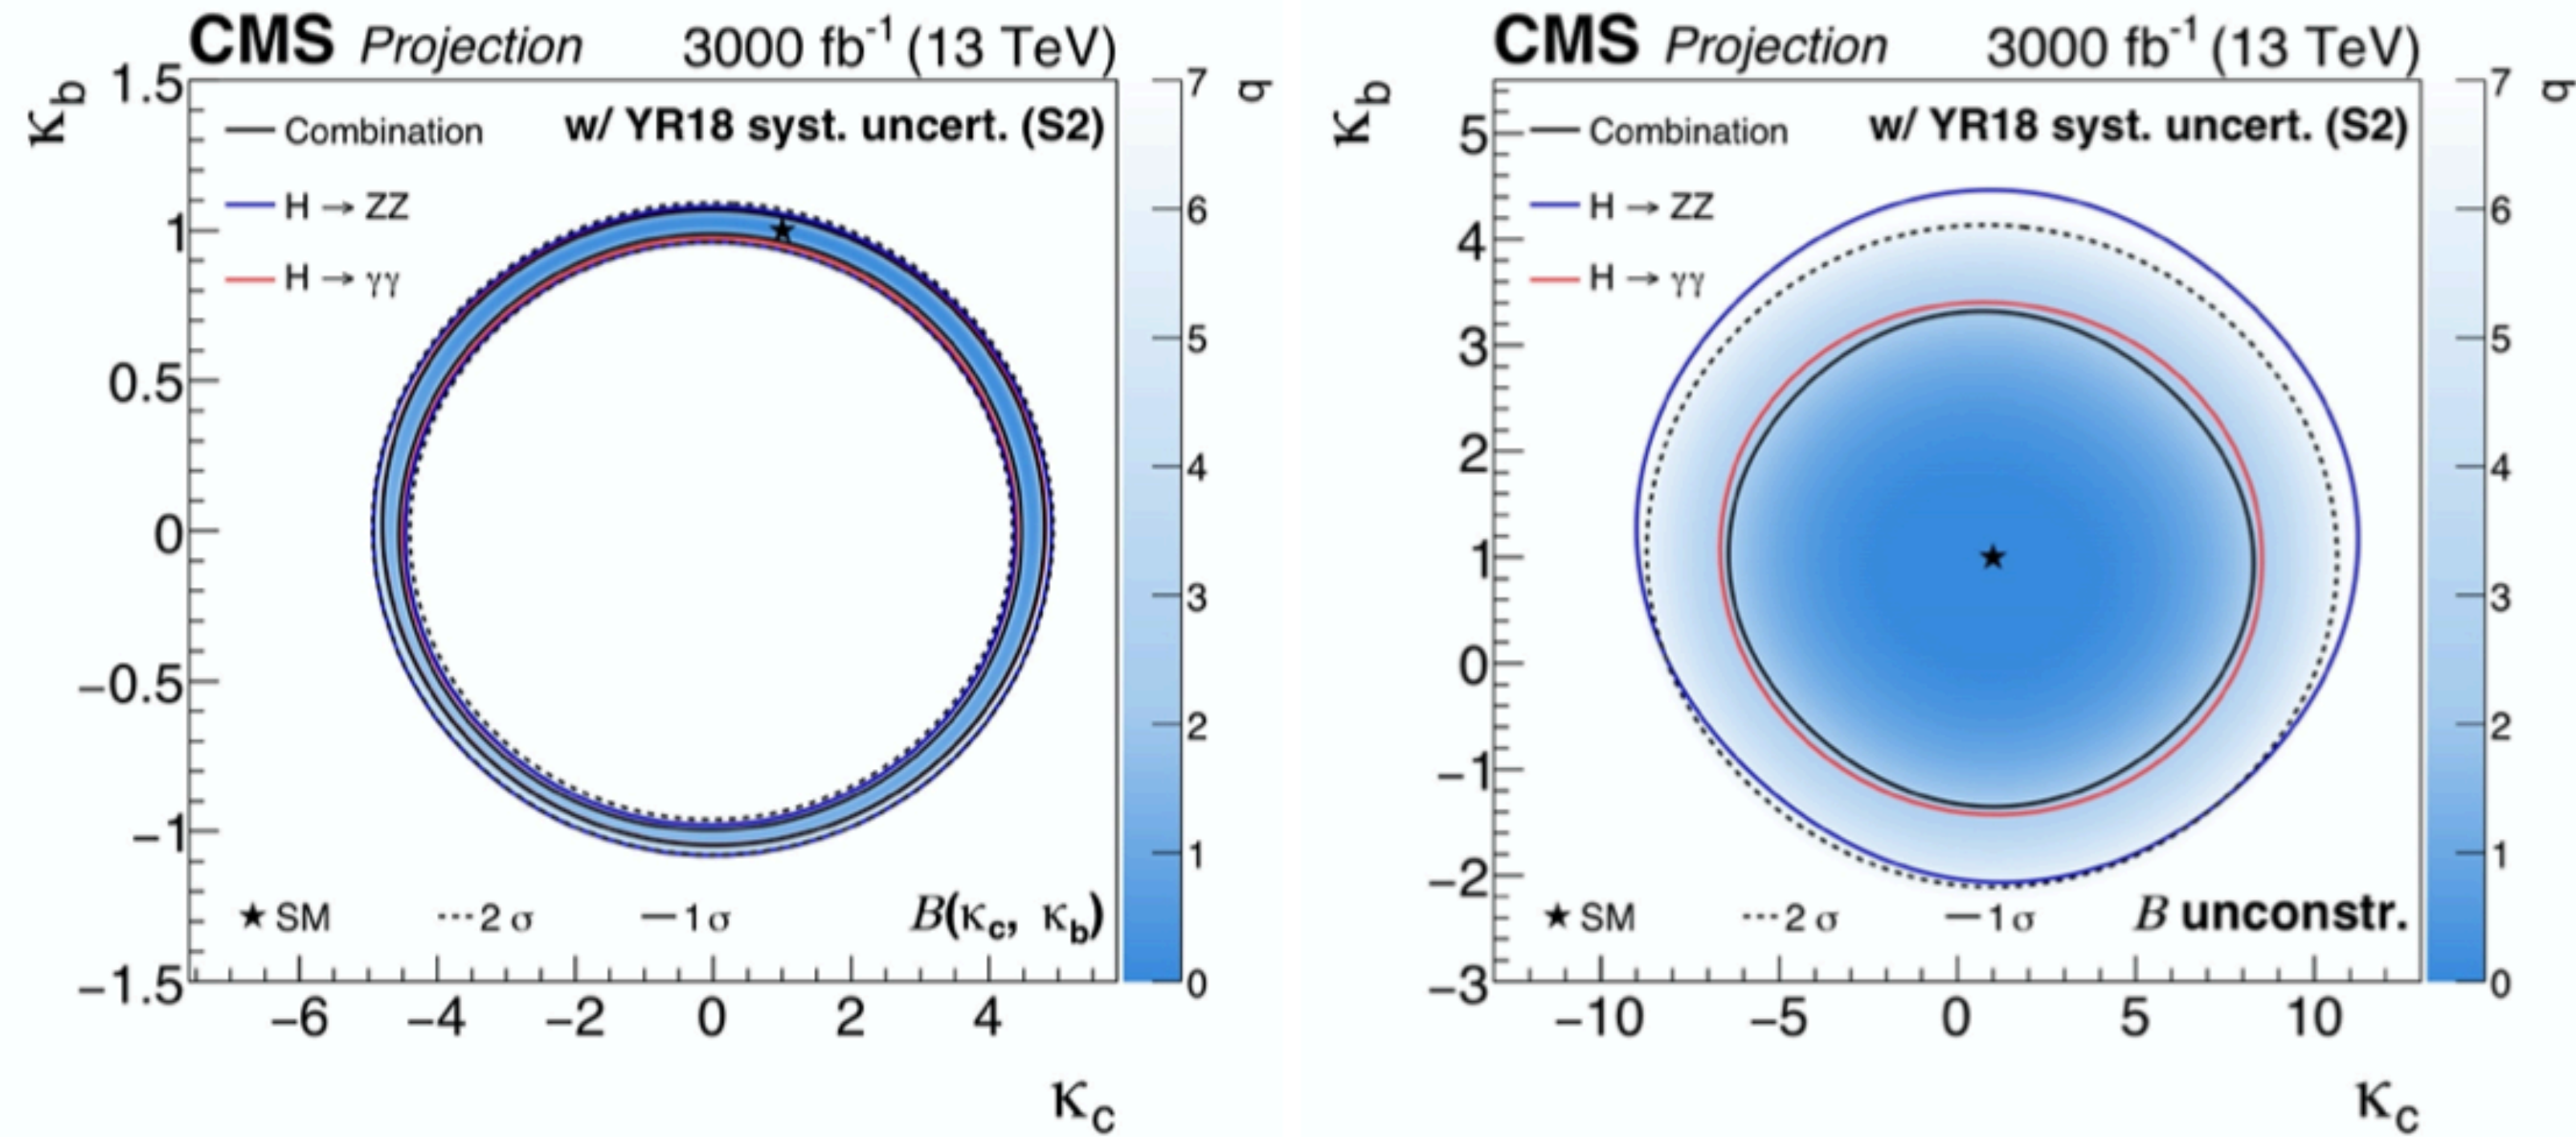 CMS Projection 3000 fb⁻¹ (13 TeV)
κb
1.5
1
0.5
0
−0.5
−1
−1.5
Combination
w/ YR18 syst. uncert. (S2)
H → ZZ
H → γγ
★ SM
---- 2 σ
— 1 σ
B(κc, κb)
−6 −4 −2 0 2 4
κc
q
7
6
5
4
3
2
1
0
CMS Projection 3000 fb⁻¹ (13 TeV)
κb
5
4
3
2
1
0
−1
−2
−3
Combination
w/ YR18 syst. uncert. (S2)
H → ZZ
H → γγ
★ SM
---- 2 σ
— 1 σ
B unconstr.
−10 −5 0 5 10
κc
q
7
6
5
4
3
2
1
0